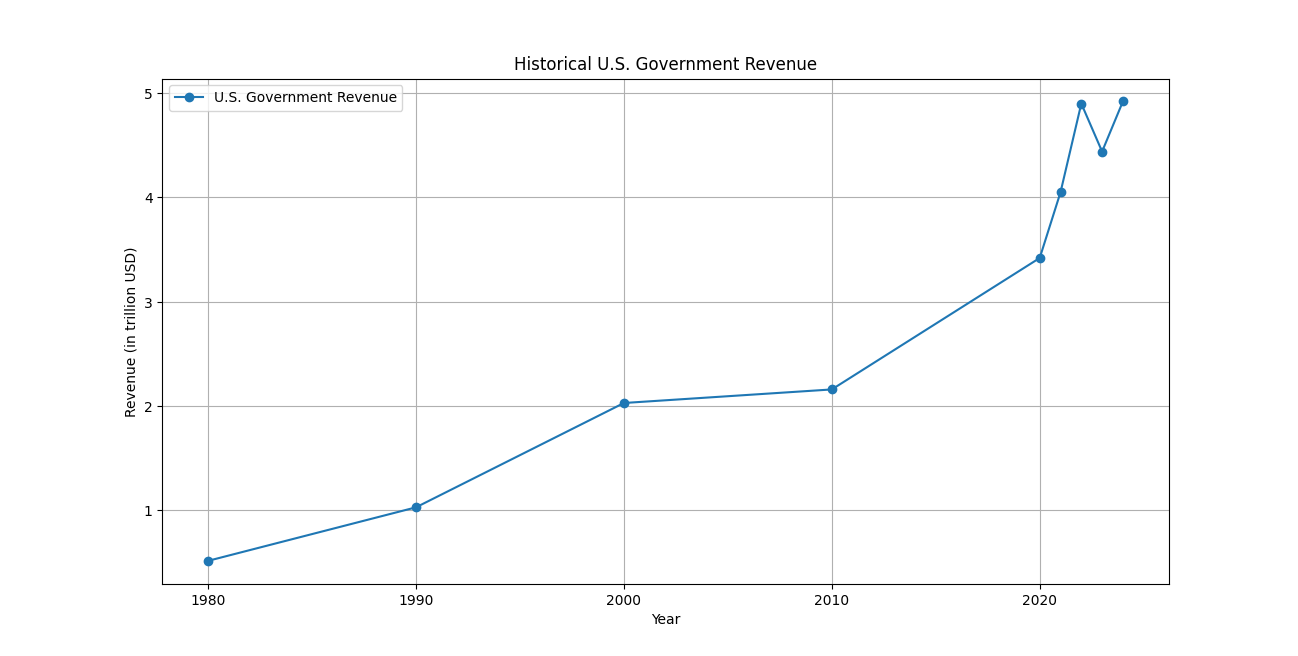 Historical U.S. Government Revenue
U.S. Government Revenue
5
4
3
2
1
Revenue (in trillion USD)
1980 1990 2000 2010 2020
Year